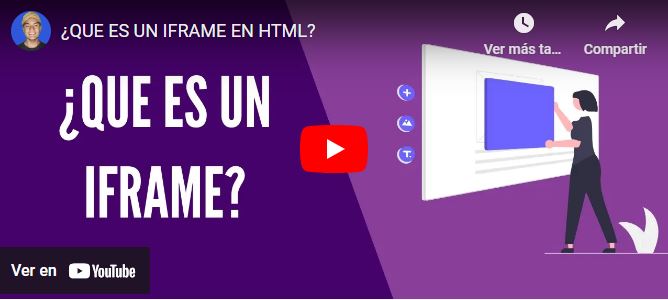 ¿QUE ES UN IFRAME EN HTML?
Ver más ta...
Compartir
¿QUE ES UN
IFRAME?
T
Ver en YouTube